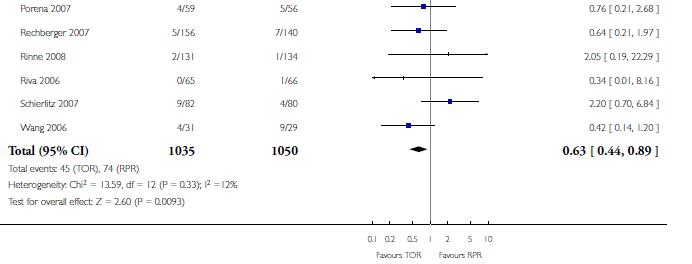 Porena 2007 4/59 5/56 0.76 [ 0.21, 2.68 ]
Rechberger 2007 5/156 7/140 0.64 [ 0.21, 1.97 ]
Rinne 2008 2/131 1/134 2.05 [ 0.19, 22.29 ]
Riva 2006 0/65 1/66 0.34 [ 0.01, 8.16 ]
Schierlitz 2007 9/82 4/80 2.20 [ 0.70, 6.84 ]
Wang 2006 4/31 9/29 0.42 [ 0.14, 1.20 ]
Total (95% CI) 1035 1050 0.63 [ 0.44, 0.89 ]
Total events: 45 (TOR), 74 (RPR)
Heterogeneity: Chi² = 13.59, df = 12 (P = 0.33); I² =12%
Test for overall effect: Z = 2.60 (P = 0.0093)
0.1 0.2 0.5 1 2 5 10
Favours TOR Favours RPR